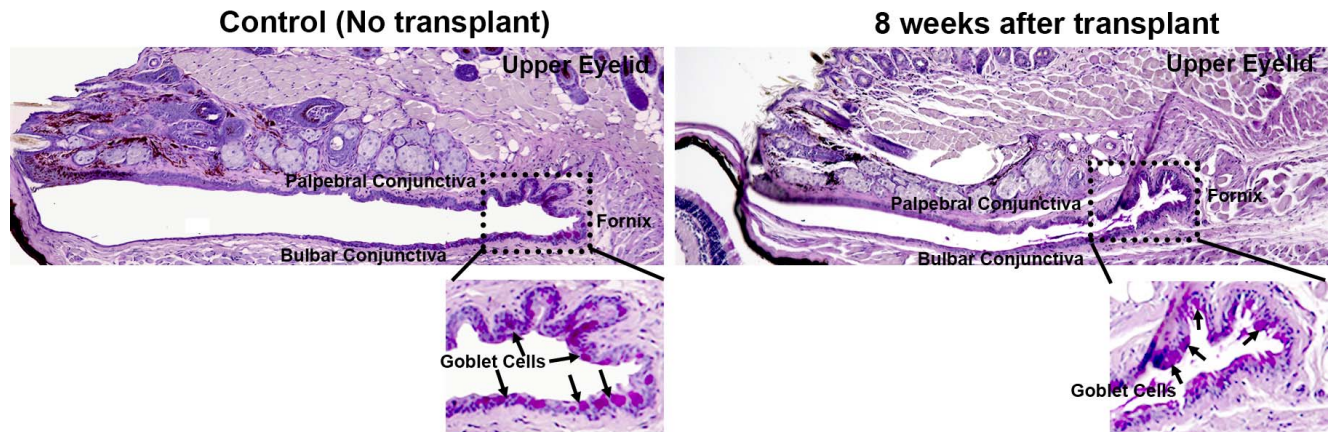 Control (No transplant)
8 weeks after transplant
Upper Eyelid
Palpebral Conjunctiva
Fornix
Bulbar Conjunctiva
Goblet Cells
Upper Eyelid
Palpebral Conjunctiva
Fornix
Bulbar Conjunctiva
Goblet Cells